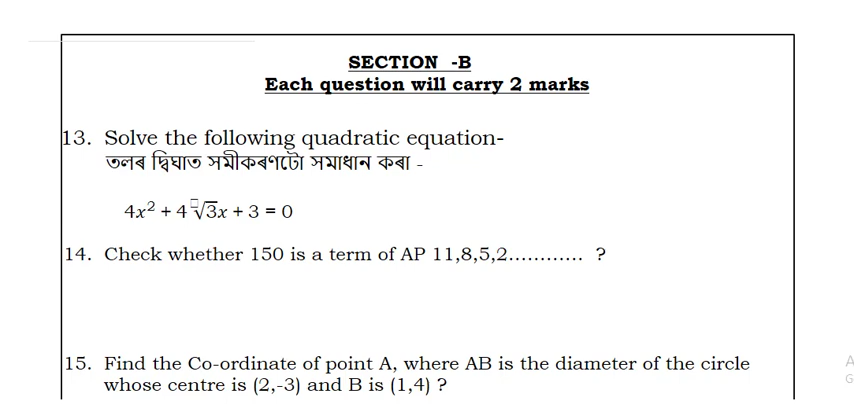 SECTION -B
Each question will carry 2 marks
13. Solve the following quadratic equation-
তলৰ দ্বিঘাত সমীকৰণটো সমাধান কৰা -
4x² + 4 √3x + 3 = 0
14. Check whether 150 is a term of AP 11,8,5,2............ ?
15. Find the Co-ordinate of point A, where AB is the diameter of the circle
whose centre is (2,-3) and B is (1,4) ?
A
G